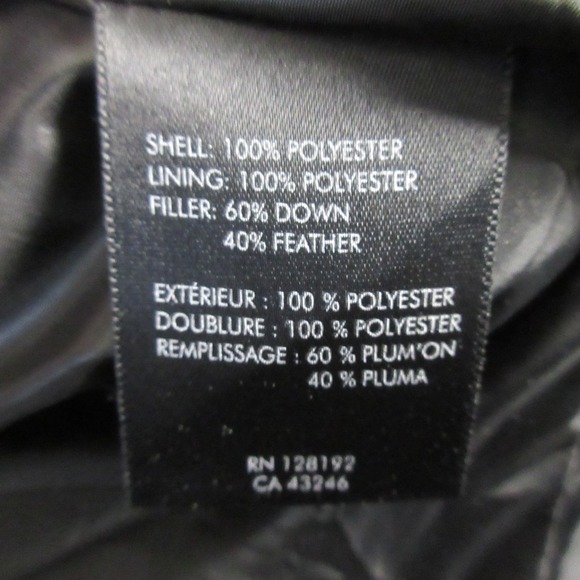 SHELL: 100% POLYESTER
LINING: 100% POLYESTER
FILLER: 60% DOWN
40% FEATHER
EXTÉRIEUR : 100 % POLYESTER
DOUBLURE : 100 % POLYESTER
REMPLISSAGE : 60 % PLUM'ON
40 % PLUMA
RN 128192
CA 43246